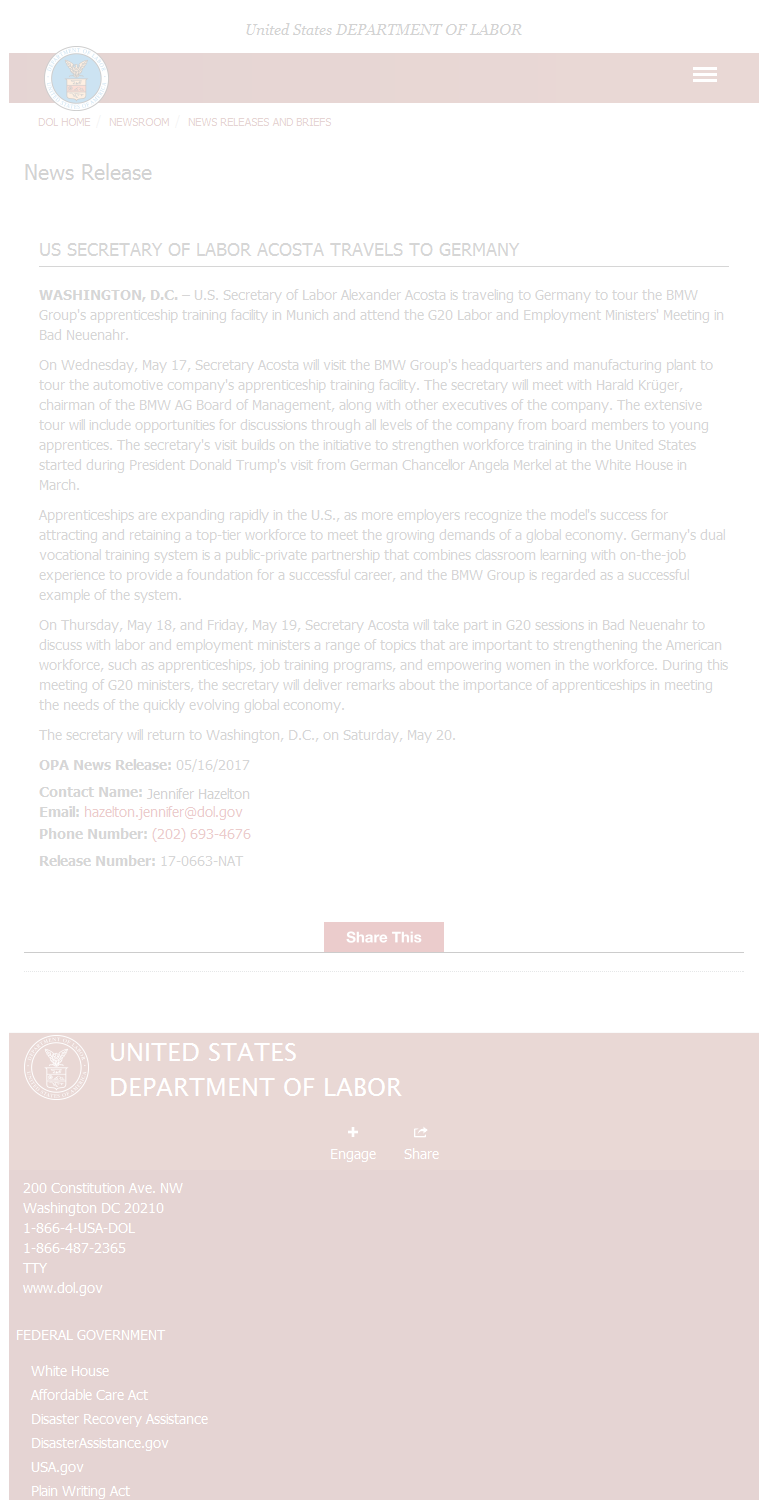 United States DEPARTMENT OF LABOR
DOL HOME / NEWSROOM / NEWS RELEASES AND BRIEFS
News Release
US SECRETARY OF LABOR ACOSTA TRAVELS TO GERMANY
WASHINGTON, D.C. – U.S. Secretary of Labor Alexander Acosta is traveling to Germany to tour the BMW
Group's apprenticeship training facility in Munich and attend the G20 Labor and Employment Ministers' Meeting in
Bad Neuenahr.
On Wednesday, May 17, Secretary Acosta will visit the BMW Group's headquarters and manufacturing plant to
tour the automotive company's apprenticeship training facility. The secretary will meet with Harald Krüger,
chairman of the BMW AG Board of Management, along with other executives of the company. The extensive
tour will include opportunities for discussions through all levels of the company from board members to young
apprentices. The secretary's visit builds on the initiative to strengthen workforce training in the United States
started during President Donald Trump's visit from German Chancellor Angela Merkel at the White House in
March.
Apprenticeships are expanding rapidly in the U.S., as more employers recognize the model's success for
attracting and retaining a top-tier workforce to meet the growing demands of a global economy. Germany's dual
vocational training system is a public-private partnership that combines classroom learning with on-the-job
experience to provide a foundation for a successful career, and the BMW Group is regarded as a successful
example of the system.
On Thursday, May 18, and Friday, May 19, Secretary Acosta will take part in G20 sessions in Bad Neuenahr to
discuss with labor and employment ministers a range of topics that are important to strengthening the American
workforce, such as apprenticeships, job training programs, and empowering women in the workforce. During this
meeting of G20 ministers, the secretary will deliver remarks about the importance of apprenticeships in meeting
the needs of the quickly evolving global economy.
The secretary will return to Washington, D.C., on Saturday, May 20.
OPA News Release: 05/16/2017
Contact Name: Jennifer Hazelton
Email: hazelton.jennifer@dol.gov
Phone Number: (202) 693-4676
Release Number: 17-0663-NAT
Share This
UNITED STATES
DEPARTMENT OF LABOR
Engage Share
200 Constitution Ave. NW
Washington DC 20210
1-866-4-USA-DOL
1-866-487-2365
TTY
www.dol.gov
FEDERAL GOVERNMENT
White House
Affordable Care Act
Disaster Recovery Assistance
DisasterAssistance.gov
USA.gov
Plain Writing Act